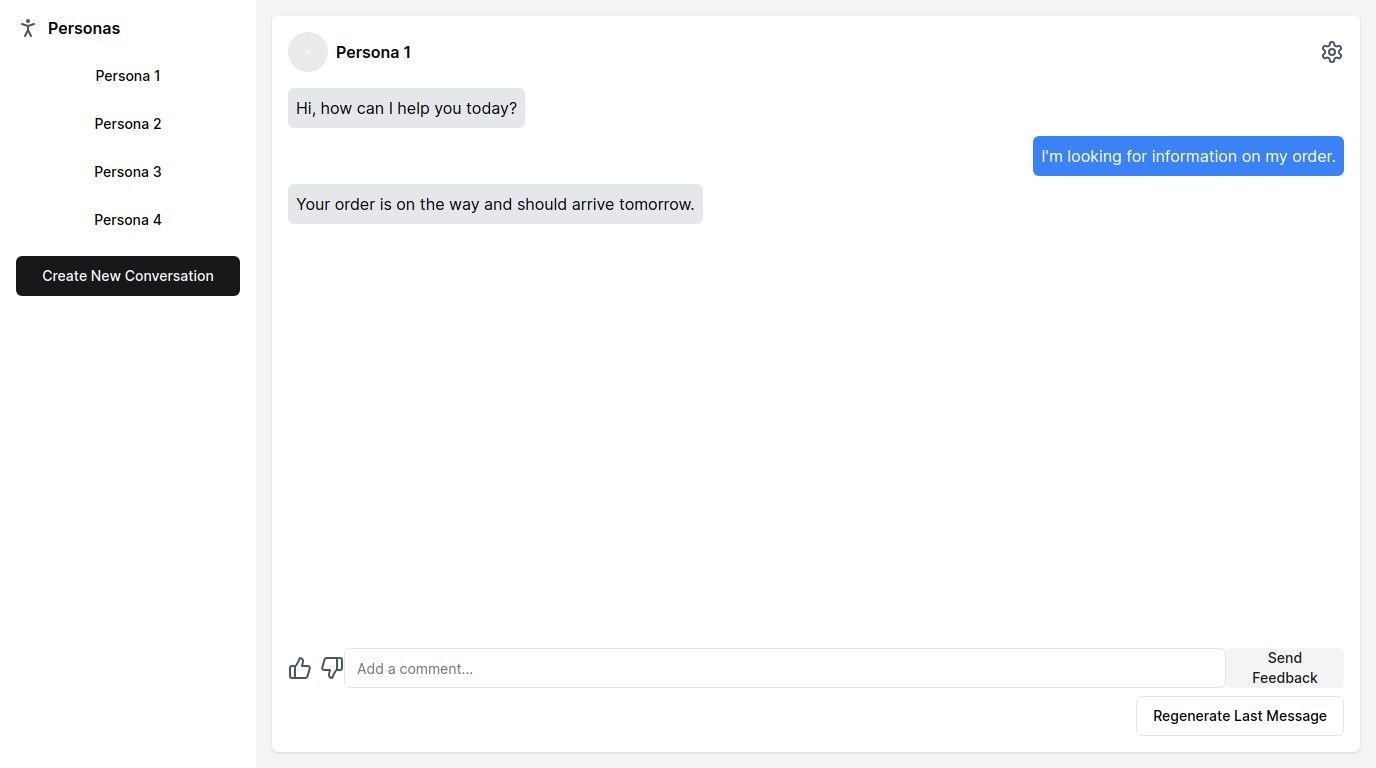 Personas
Persona 1
Persona 2
Persona 3
Persona 4
Create New Conversation
Persona 1
Hi, how can I help you today?
I'm looking for information on my order.
Your order is on the way and should arrive tomorrow.
Add a comment...
Send
Feedback
Regenerate Last Message